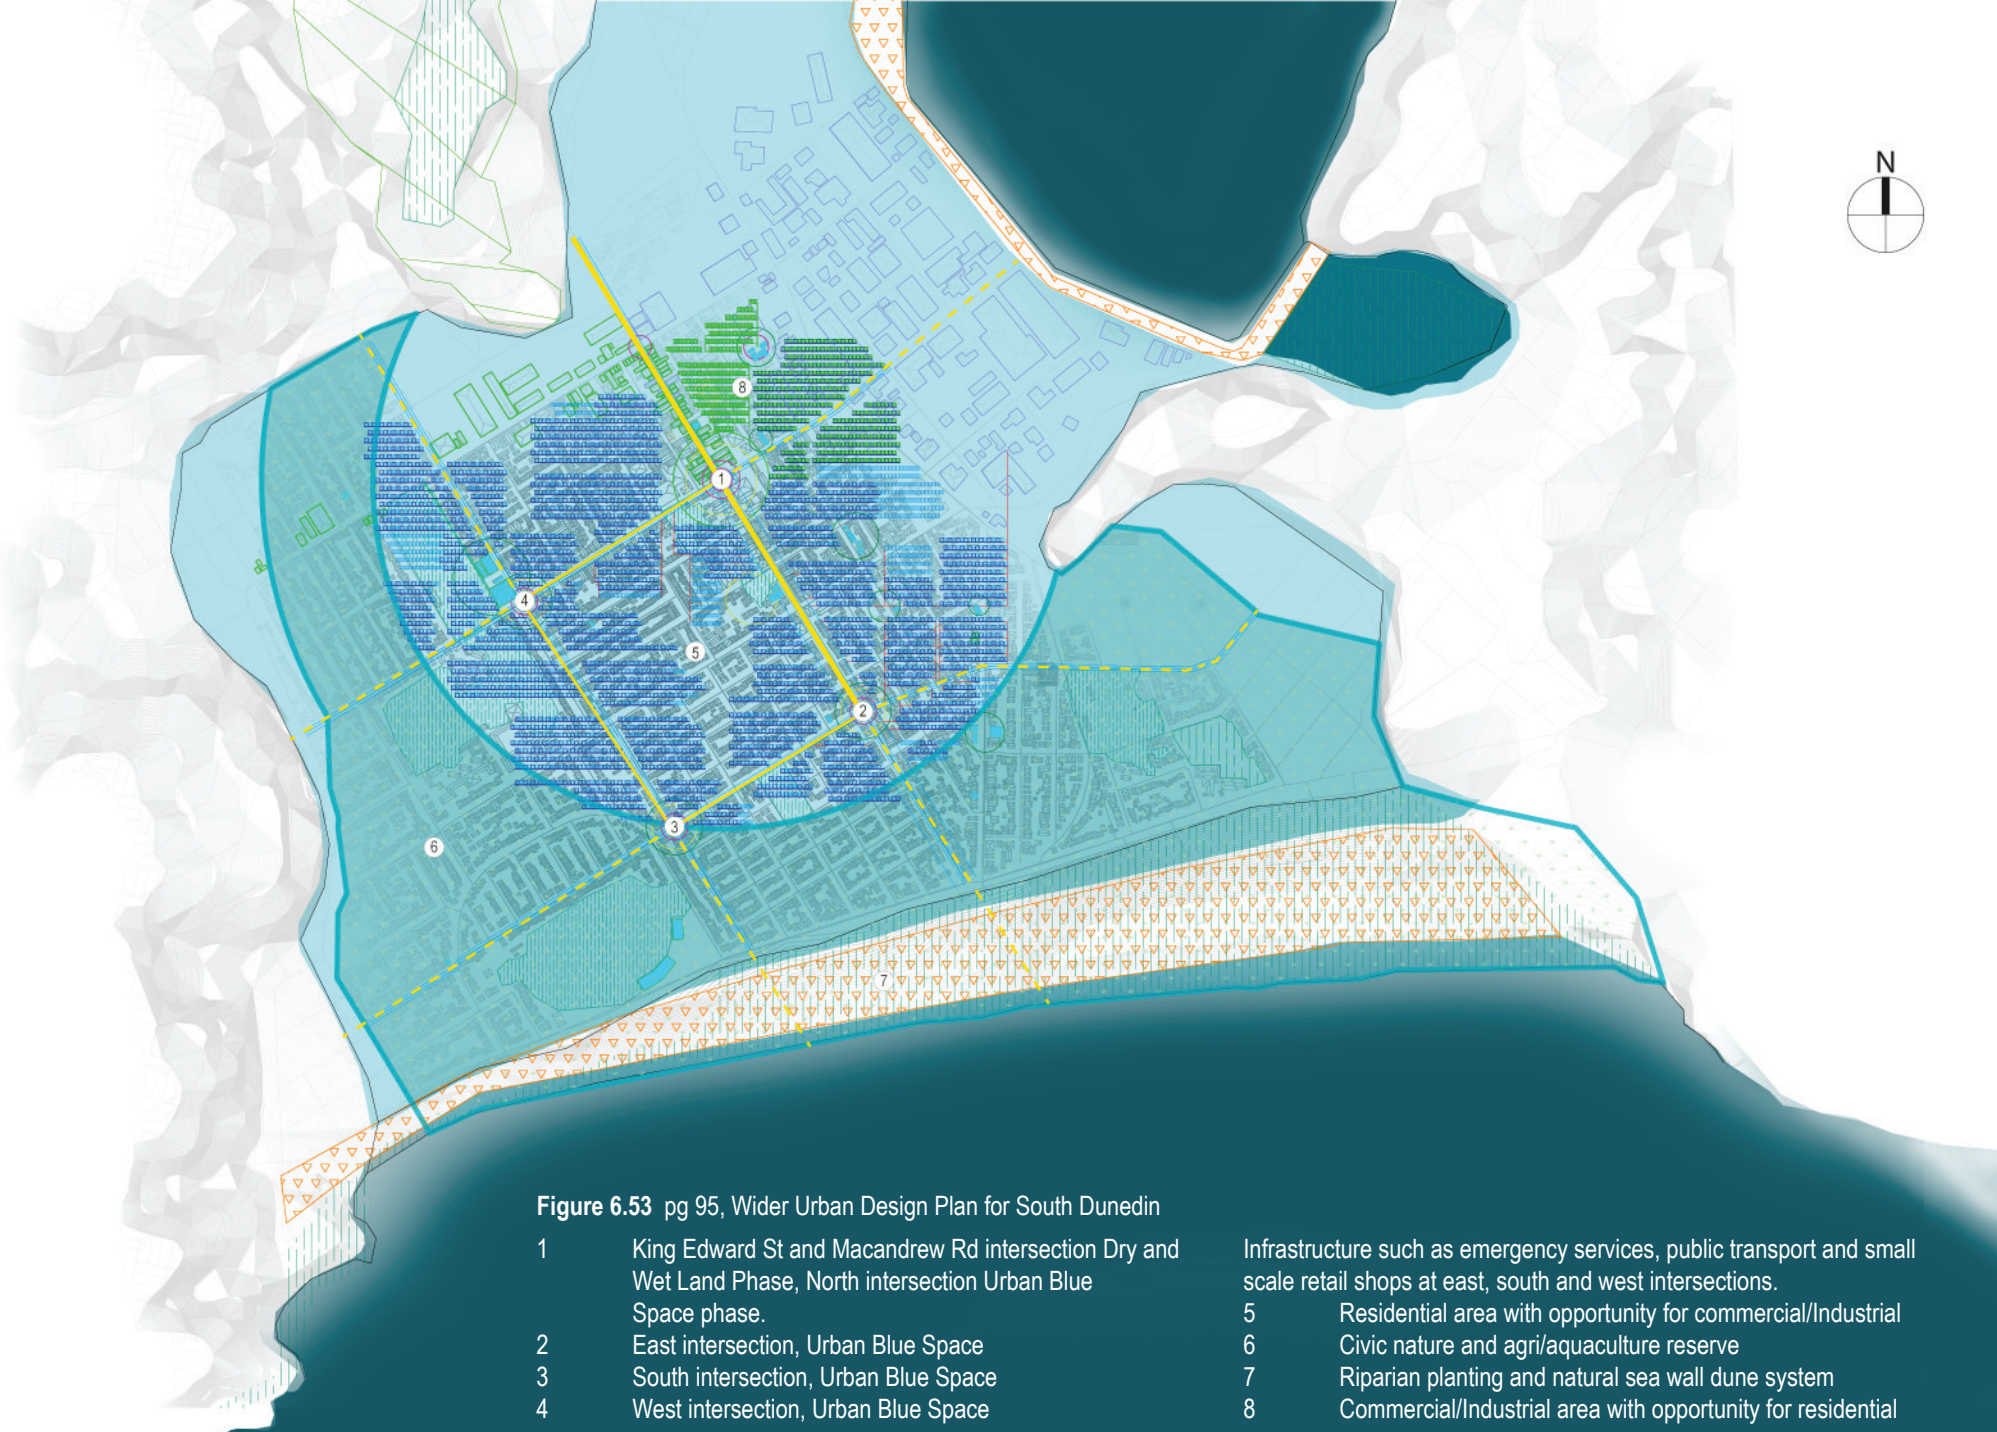 N
8
1
4
5
2
3
6
7
Figure 6.53 pg 95, Wider Urban Design Plan for South Dunedin
1 King Edward St and Macandrew Rd intersection Dry and
Wet Land Phase, North intersection Urban Blue
Space phase.
2 East intersection, Urban Blue Space
3 South intersection, Urban Blue Space
4 West intersection, Urban Blue Space
Infrastructure such as emergency services, public transport and small
scale retail shops at east, south and west intersections.
5 Residential area with opportunity for commercial/Industrial
6 Civic nature and agri/aquaculture reserve
7 Riparian planting and natural sea wall dune system
8 Commercial/Industrial area with opportunity for residential